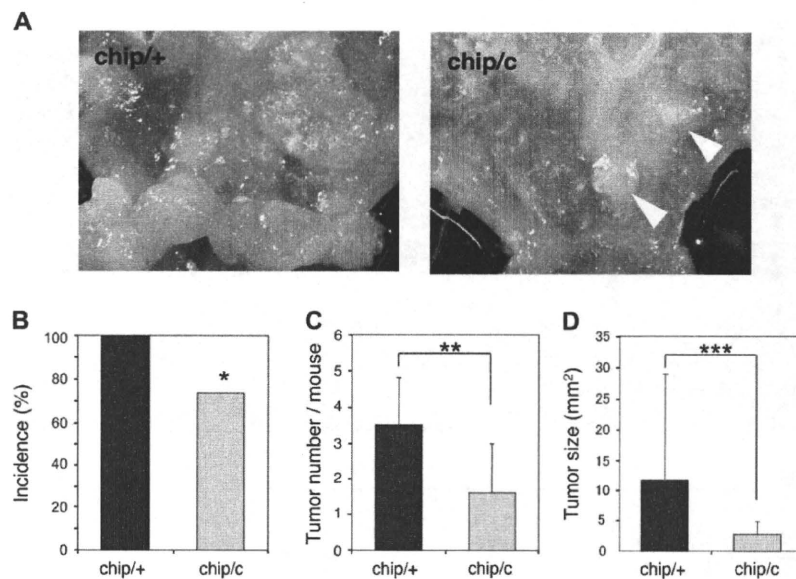 A
chip/+
chip/c
B
100
80
60
40
20
0
Incidence (%)
*
chip/+
chip/c
C
6
5
4
3
2
1
0
Tumor number / mouse
**
chip/+
chip/c
D
35
30
25
20
15
10
5
0
Tumor size (mm²)
***
chip/+
chip/c